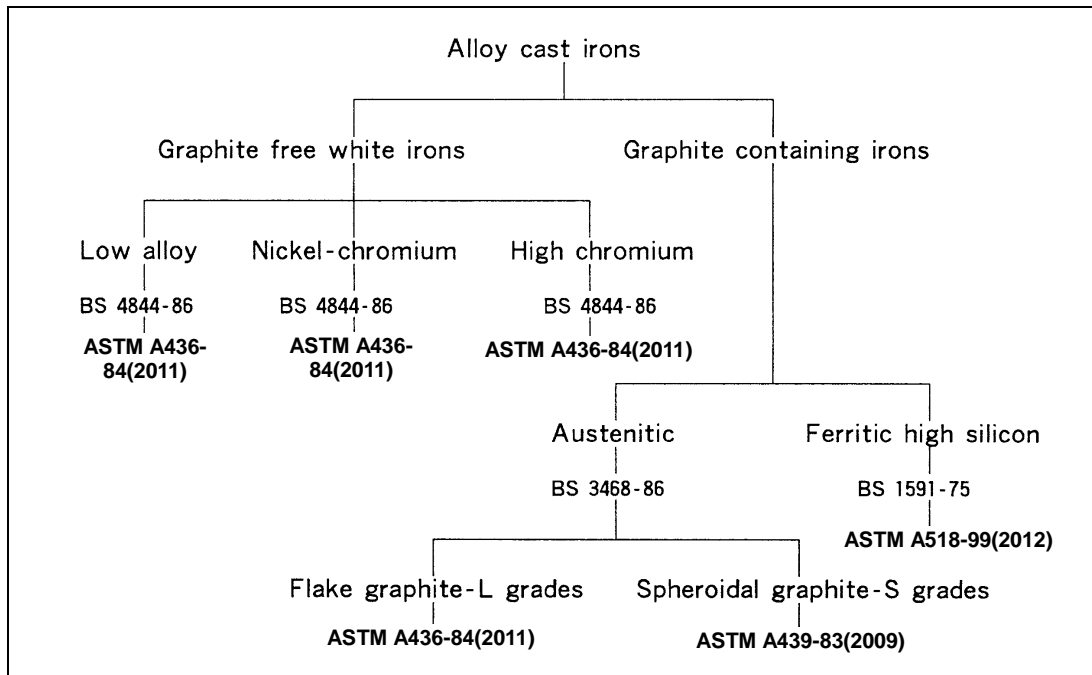 Alloy cast irons
Graphite free white irons
Graphite containing irons
Low alloy
Nickel-chromium
High chromium
BS 4844-86
BS 4844-86
BS 4844-86
ASTM A436-
84(2011)
ASTM A436-
84(2011)
ASTM A436-84(2011)
Austenitic
Ferritic high silicon
BS 3468-86
BS 1591-75
ASTM A518-99(2012)
Flake graphite-L grades
Spheroidal graphite-S grades
ASTM A436-84(2011)
ASTM A439-83(2009)